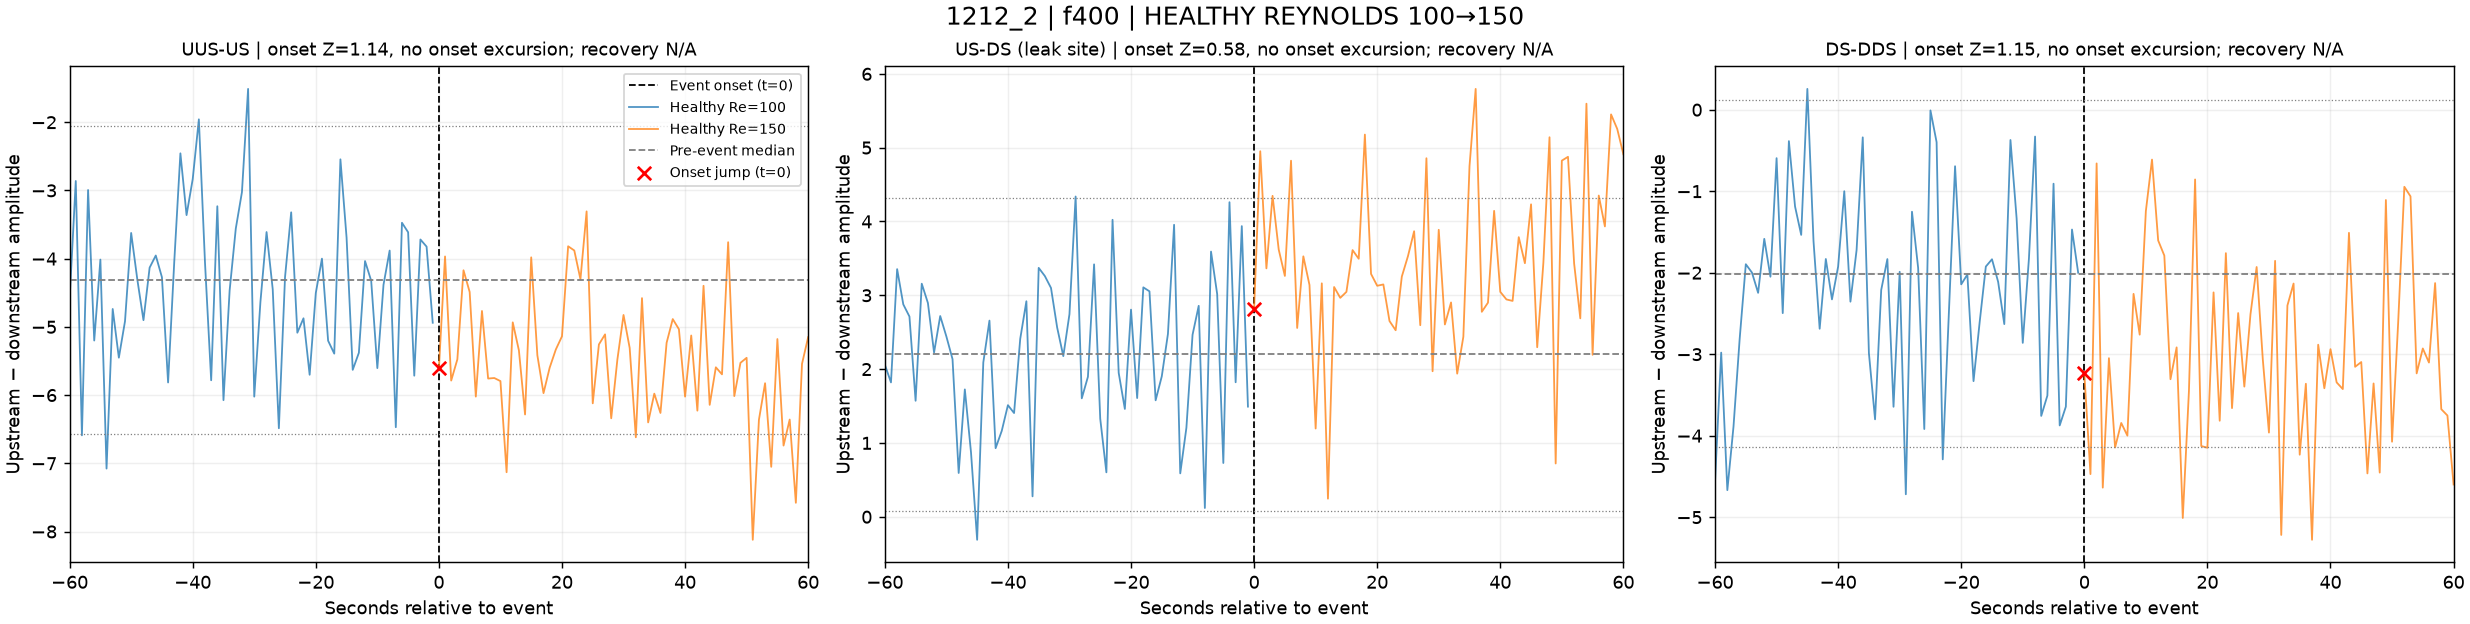 1212_2 | f400 | HEALTHY REYNOLDS 100→150
UUS-US | onset Z=1.14, no onset excursion; recovery N/A
Upstream − downstream amplitude
−2
−3
−4
−5
−6
−7
−8
−60
−40
−20
0
20
40
60
Seconds relative to event
Event onset (t=0)
Healthy Re=100
Healthy Re=150
Pre-event median
Onset jump (t=0)
US-DS (leak site) | onset Z=0.58, no onset excursion; recovery N/A
Upstream − downstream amplitude
6
5
4
3
2
1
0
−60
−40
−20
0
20
40
60
Seconds relative to event
DS-DDS | onset Z=1.15, no onset excursion; recovery N/A
Upstream − downstream amplitude
0
−1
−2
−3
−4
−5
−60
−40
−20
0
20
40
60
Seconds relative to event